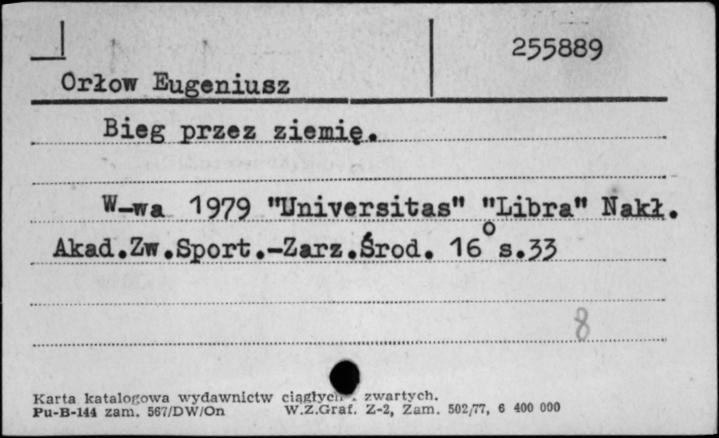 255889
Orłow Eugeniusz
Bieg przez ziemię.
W-wa 1979 "Universitas" "Libra" Nakł.
Akad.Zw.Sport.-Zarz.Środ. 16° s.33
8
Karta katalogowa wydawnictw ciągłych i zwartych.
Pu-B-144 zam. 567/DW/On W.Z.Graf. Z-2, Zam. 502/77, 6 400 000